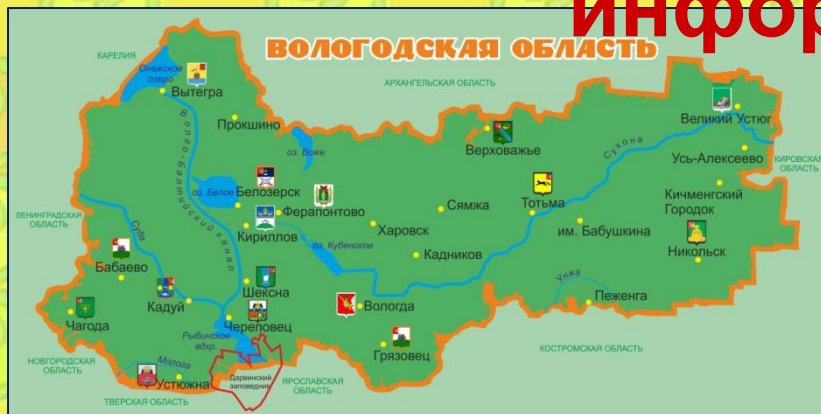 инфор
ВОЛОГОДСКАЯ ОБЛАСТЬ
КАРЕЛИЯ
АРХАНГЕЛЬСКАЯ ОБЛАСТЬ
Онежское
озеро
Вытегра
Прокшино
Волго-Балтийский канал
оз. Воже
Верховажье
Сухона
Великий Устюг
Усь-Алексеево
КИРОВСКАЯ
ОБЛАСТЬ
оз. Белое
Белозерск
Ферапонтово
Сямжа
Тотьма
Кичменгский
Городок
ЛЕНИНГРАДСКАЯ
ОБЛАСТЬ
Суда
Кириллов
оз. Кубенское
Харовск
им. Бабушкина
Никольск
Кадников
Бабаево
Шексна
Унжа
Пеженга
Кадуй
Вологда
Чагода
Череповец
Рыбинское
вдхр.
Грязовец
КОСТРОМСКАЯ ОБЛАСТЬ
НОВГОРОДСКАЯ
ОБЛАСТЬ
Молога
Устюжна
Дарвинский
заповедник
ЯРОСЛАВСКАЯ
ОБЛАСТЬ
ТВЕРСКАЯ ОБЛАСТЬ